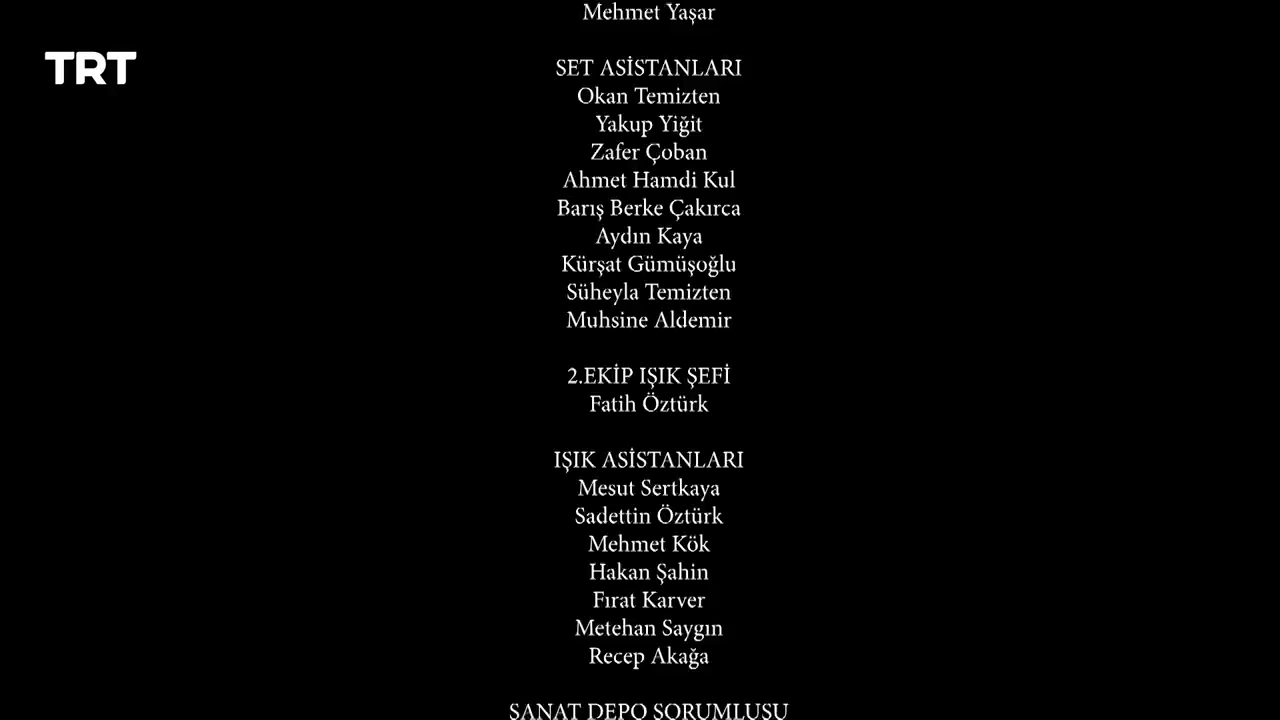 Mehmet Yaşar
TRT
SET ASİSTANLARI
Okan Temizten
Yakup Yiğit
Zafer Çoban
Ahmet Hamdi Kul
Barış Berke Çakırca
Aydın Kaya
Kürşat Gümüşoğlu
Süheyla Temizten
Muhsine Aldemir
2.EKİP IŞIK ŞEFİ
Fatih Öztürk
IŞIK ASİSTANLARI
Mesut Sertkaya
Sadettin Öztürk
Mehmet Kök
Hakan Şahin
Fırat Karver
Metehan Saygın
Recep Akağa
SANAT DEPO SORUMLUSU